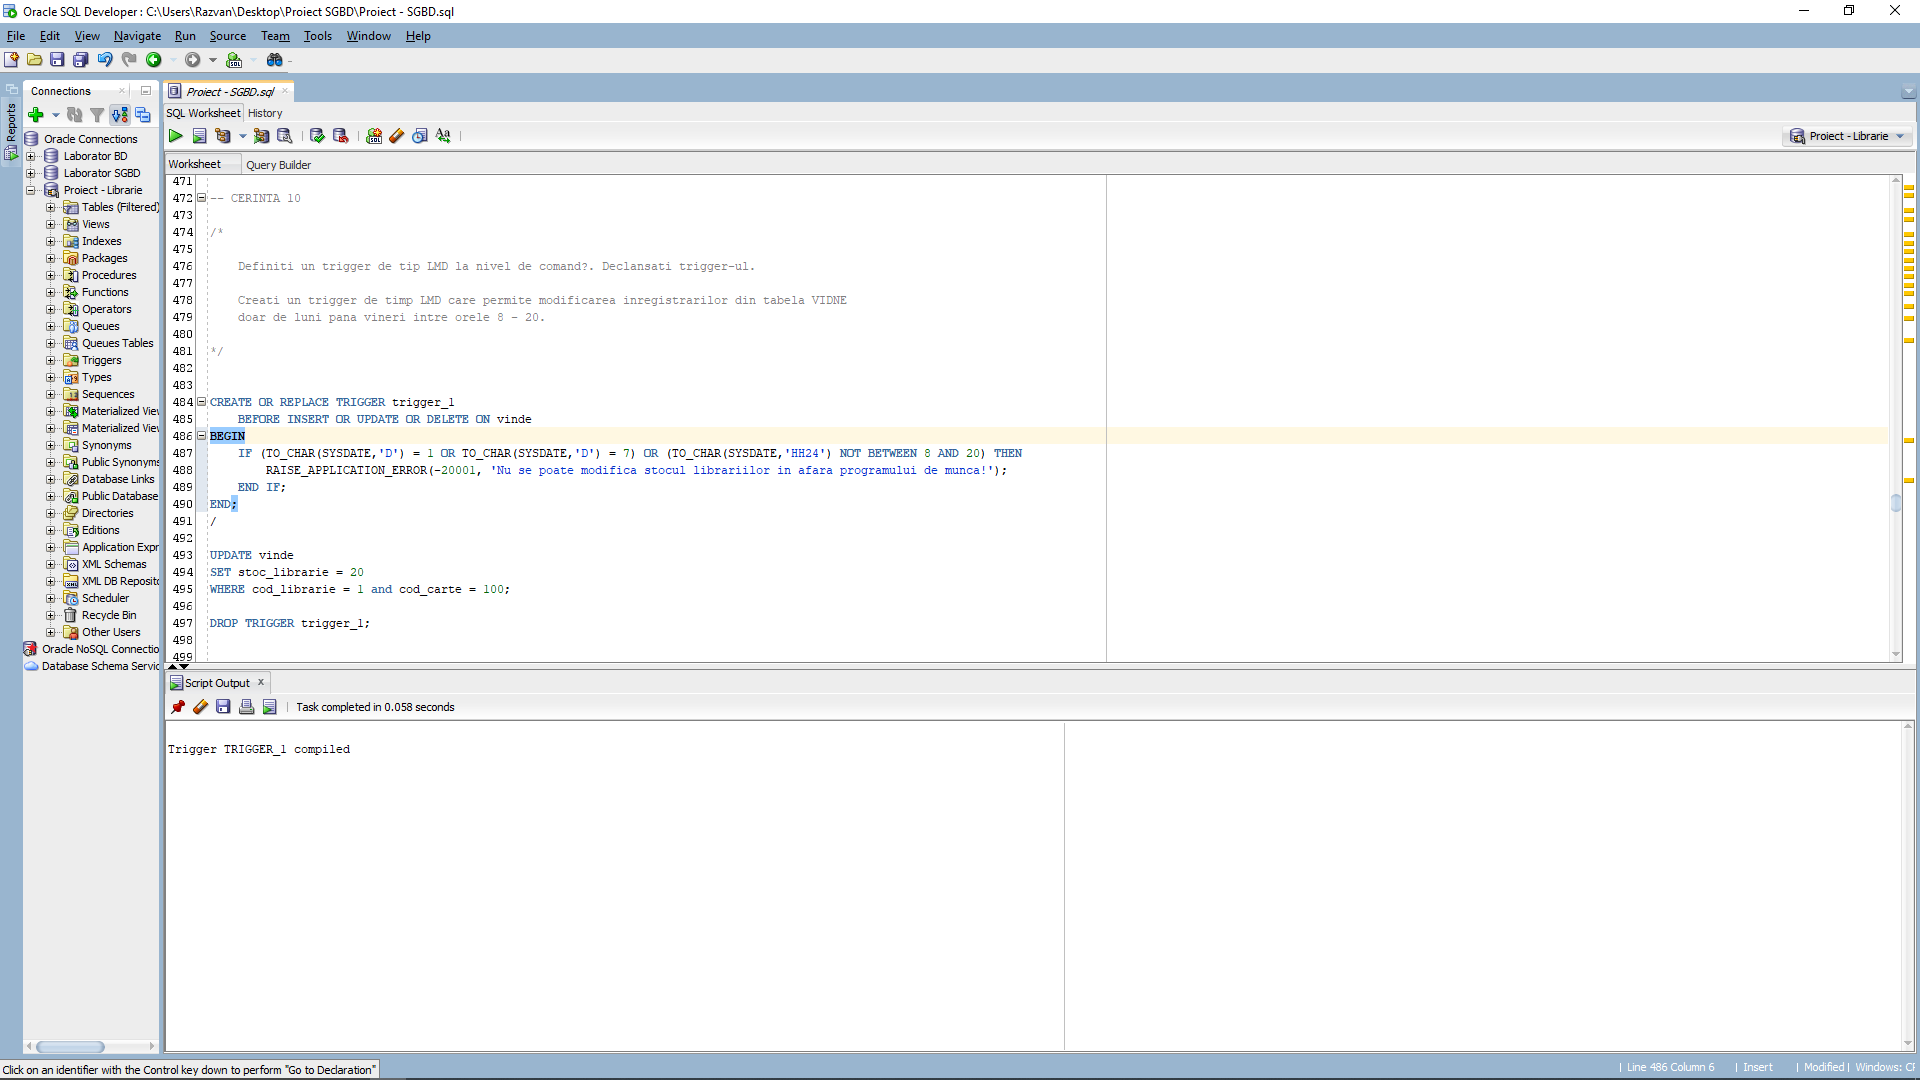 Oracle SQL Developer : C:\Users\Razvan\Desktop\Proiect SGBD\Proiect - SGBD.sql
File Edit View Navigate Run Source Team Tools Window Help
Connections
Proiect - SGBD.sql
Reports
SQL Worksheet History
Proiect - Librarie
Worksheet Query Builder
Oracle Connections
Laborator BD
Laborator SGBD
Proiect - Librarie
Tables (Filtered)
Views
Indexes
Packages
Procedures
Functions
Operators
Queues
Queues Tables
Triggers
Types
Sequences
Materialized Vie
Materialized Vie
Synonyms
Public Synonyms
Database Links
Public Database
Directories
Editions
Application Expr
XML Schemas
XML DB Reposito
Scheduler
Recycle Bin
Other Users
Oracle NoSQL Connectio
Database Schema Servic
471
472 -- CERINTA 10
473
474 /*
475
476 Definiti un trigger de tip LMD la nivel de comand?. Declansati trigger-ul.
477
478 Creati un trigger de timp LMD care permite modificarea inregistrarilor din tabela VIDNE
479 doar de luni pana vineri intre orele 8 - 20.
480
481 */
482
483
484 CREATE OR REPLACE TRIGGER trigger_1
485 BEFORE INSERT OR UPDATE OR DELETE ON vinde
486 BEGIN
487 IF (TO_CHAR(SYSDATE,'D') = 1 OR TO_CHAR(SYSDATE,'D') = 7) OR (TO_CHAR(SYSDATE,'HH24') NOT BETWEEN 8 AND 20) THEN
488 RAISE_APPLICATION_ERROR(-20001, 'Nu se poate modifica stocul librariilor in afara programului de munca!');
489 END IF;
490 END;
491 /
492
493 UPDATE vinde
494 SET stoc_librarie = 20
495 WHERE cod_librarie = 1 and cod_carte = 100;
496
497 DROP TRIGGER trigger_1;
498
499
Script Output
Task completed in 0.058 seconds
Trigger TRIGGER_1 compiled
Click on an identifier with the Control key down to perform "Go to Declaration"
Line 486 Column 6 | Insert | Modified | Windows: CF